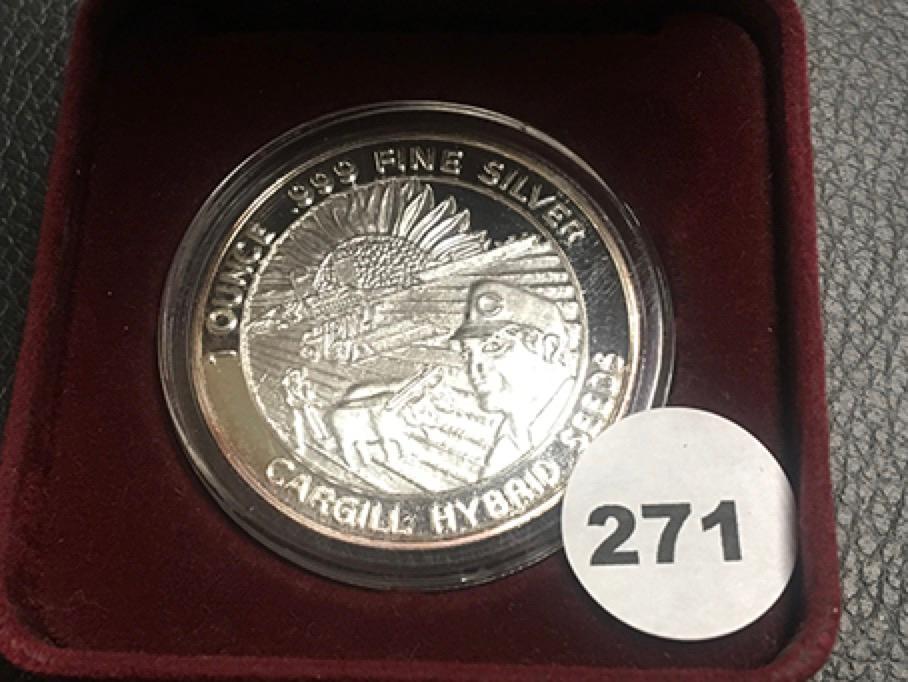 1 OUNCE .999 FINE SILVER
CARGILL HYBRID SEEDS
271